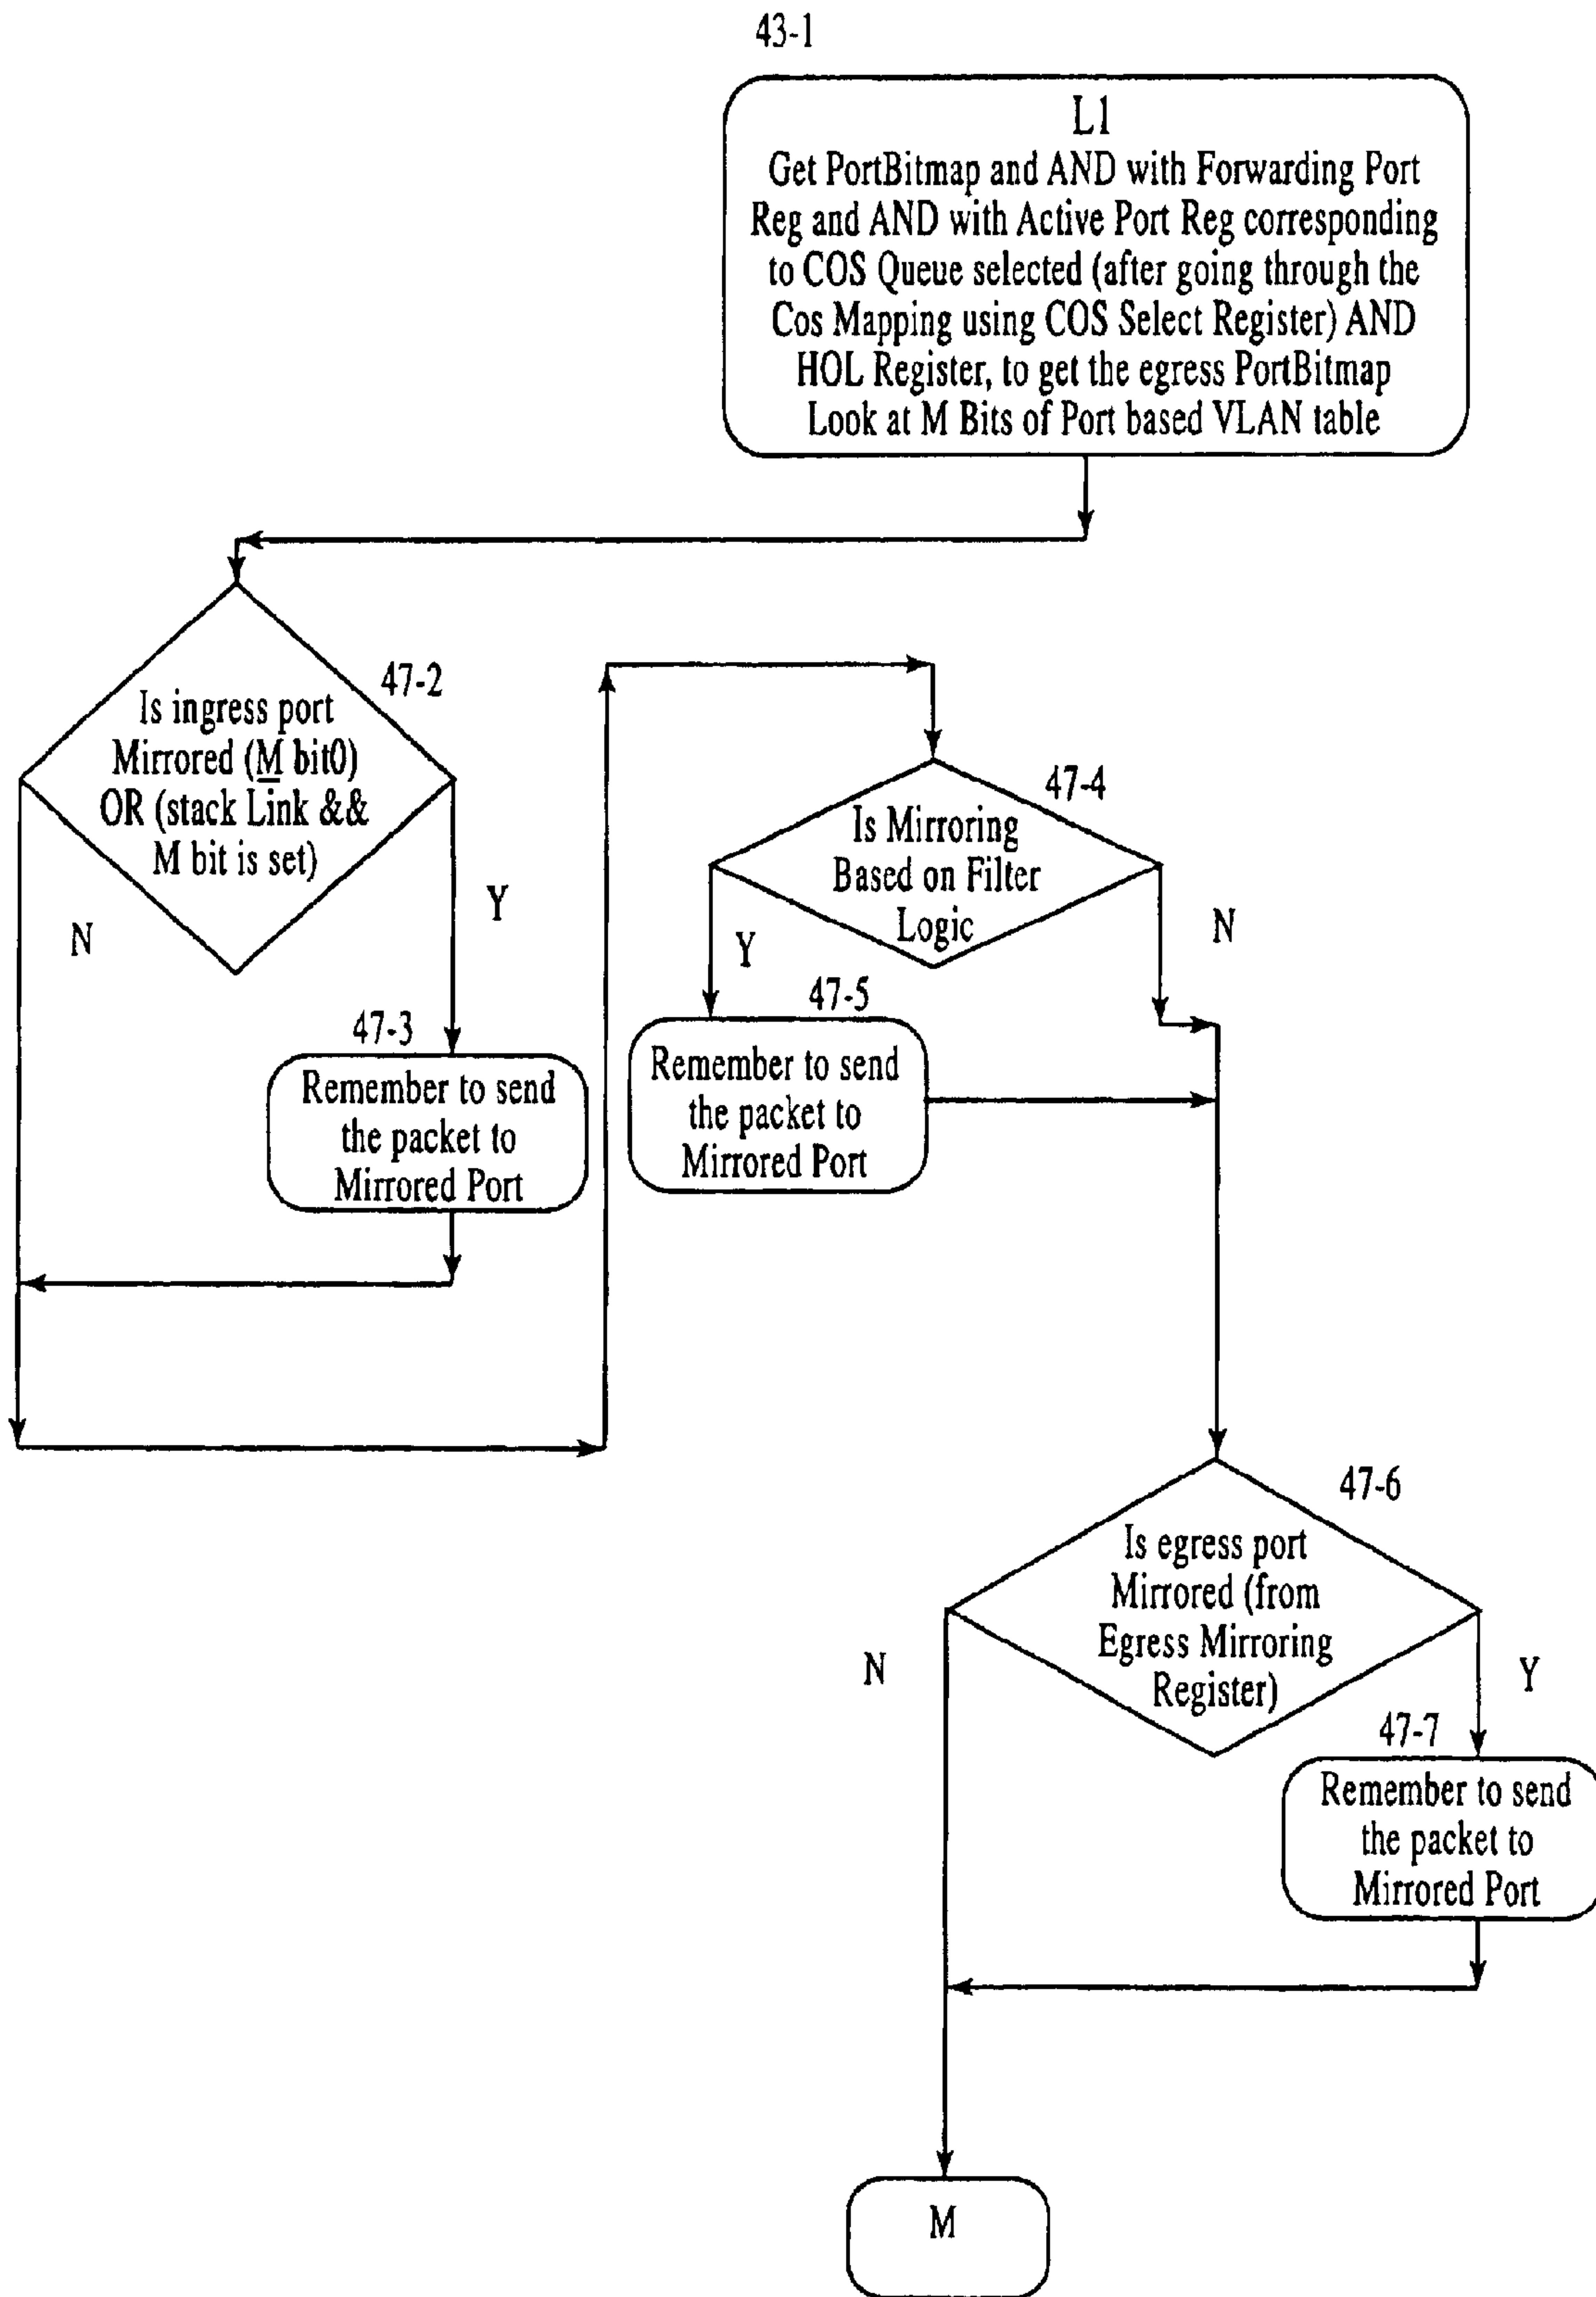 43-1
L1
Get PortBitmap and AND with Forwarding Port
Reg and AND with Active Port Reg corresponding
to COS Queue selected (after going through the
Cos Mapping using COS Select Register) AND
HOL Register, to get the egress PortBitmap
Look at M Bits of Port based VLAN table
47-2
Is ingress port
Mirrored (M bit0)
OR (stack Link &&
M bit is set)
N
Y
47-3
Remember to send
the packet to
Mirrored Port
47-4
Is Mirroring
Based on Filter
Logic
Y
N
47-5
Remember to send
the packet to
Mirrored Port
47-6
Is egress port
Mirrored (from
Egress Mirroring
Register)
N
Y
47-7
Remember to send
the packet to
Mirrored Port
M